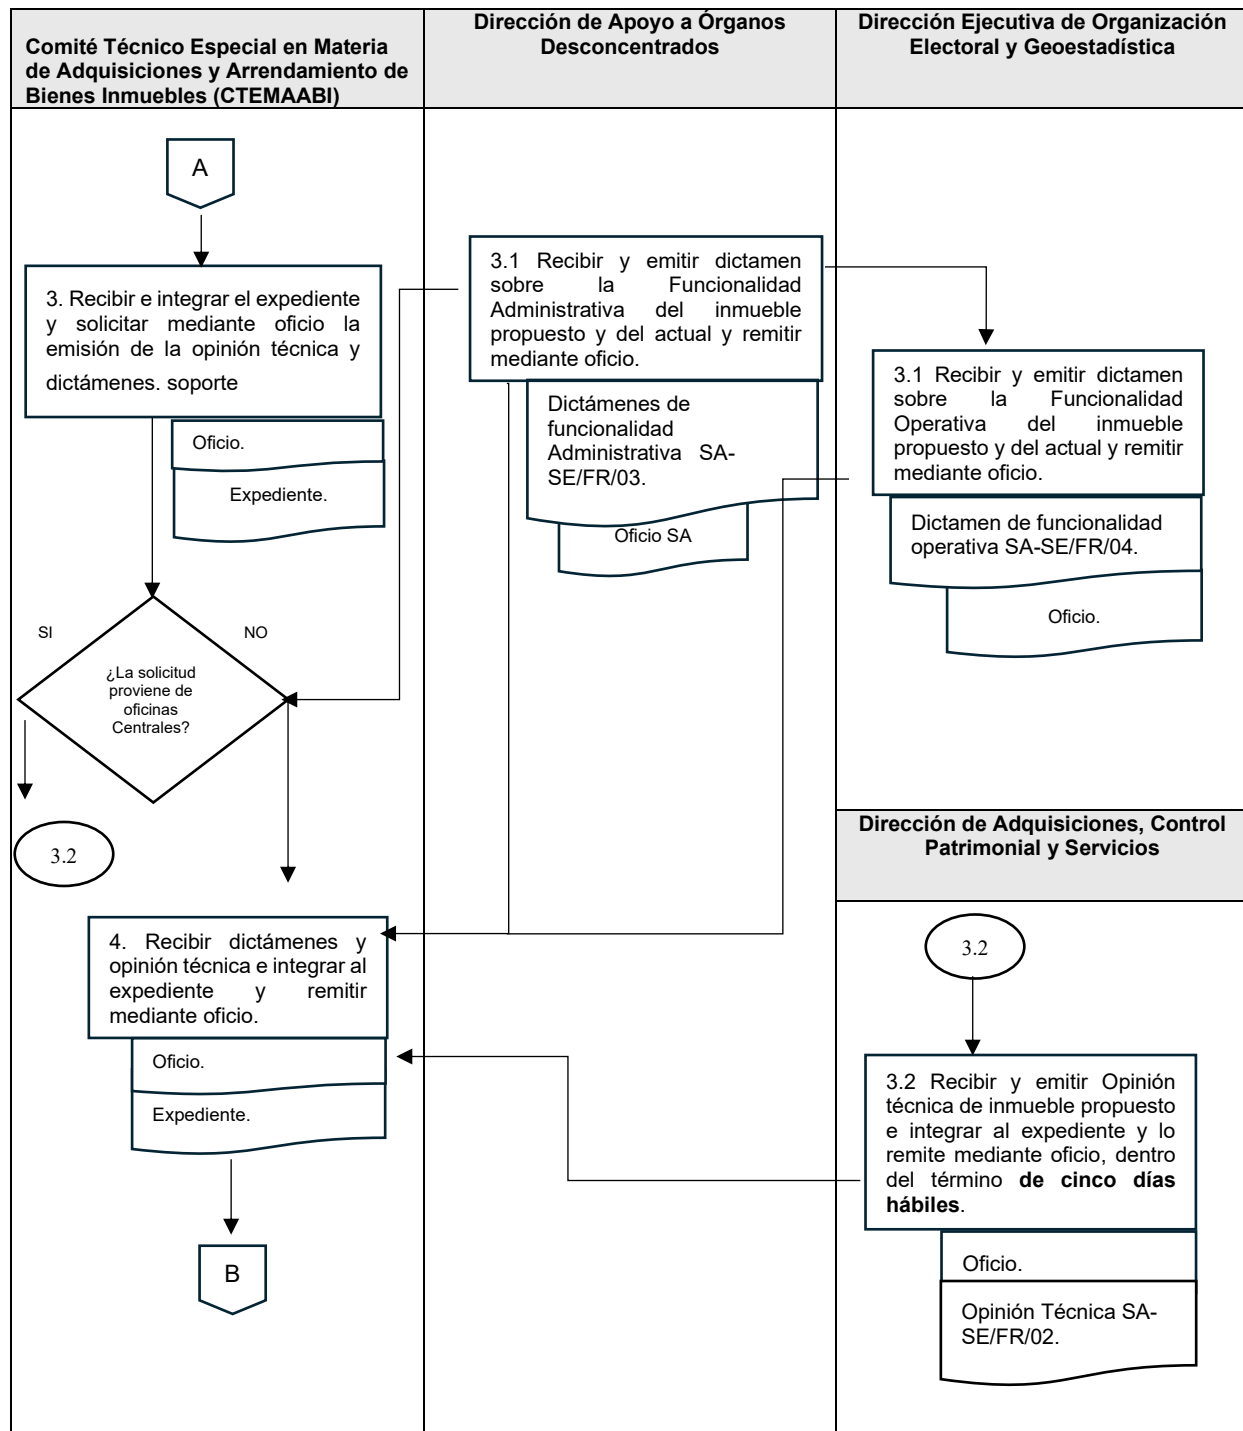 Comité Técnico Especial en Materia
de Adquisiciones y Arrendamiento de
Bienes Inmuebles (CTEMAABI)
Dirección de Apoyo a Órganos
Desconcentrados
Dirección Ejecutiva de Organización
Electoral y Geoestadística
A
3. Recibir e integrar el expediente
y solicitar mediante oficio la
emisión de la opinión técnica y
dictámenes. soporte
Oficio.
Expediente.
SI
NO
¿La solicitud
proviene de
oficinas
Centrales?
3.2
4. Recibir dictámenes y
opinión técnica e integrar al
expediente y remitir
mediante oficio.
Oficio.
Expediente.
B
3.1 Recibir y emitir dictamen
sobre la Funcionalidad
Administrativa del inmueble
propuesto y del actual y remitir
mediante oficio.
Dictámenes de
funcionalidad
Administrativa SA-
SE/FR/03.
Oficio SA
3.1 Recibir y emitir dictamen
sobre la Funcionalidad
Operativa del inmueble
propuesto y del actual y remitir
mediante oficio.
Dictamen de funcionalidad
operativa SA-SE/FR/04.
Oficio.
Dirección de Adquisiciones, Control
Patrimonial y Servicios
3.2
3.2 Recibir y emitir Opinión
técnica de inmueble propuesto
e integrar al expediente y lo
remite mediante oficio, dentro
del término de cinco días
hábiles.
Oficio.
Opinión Técnica SA-
SE/FR/02.